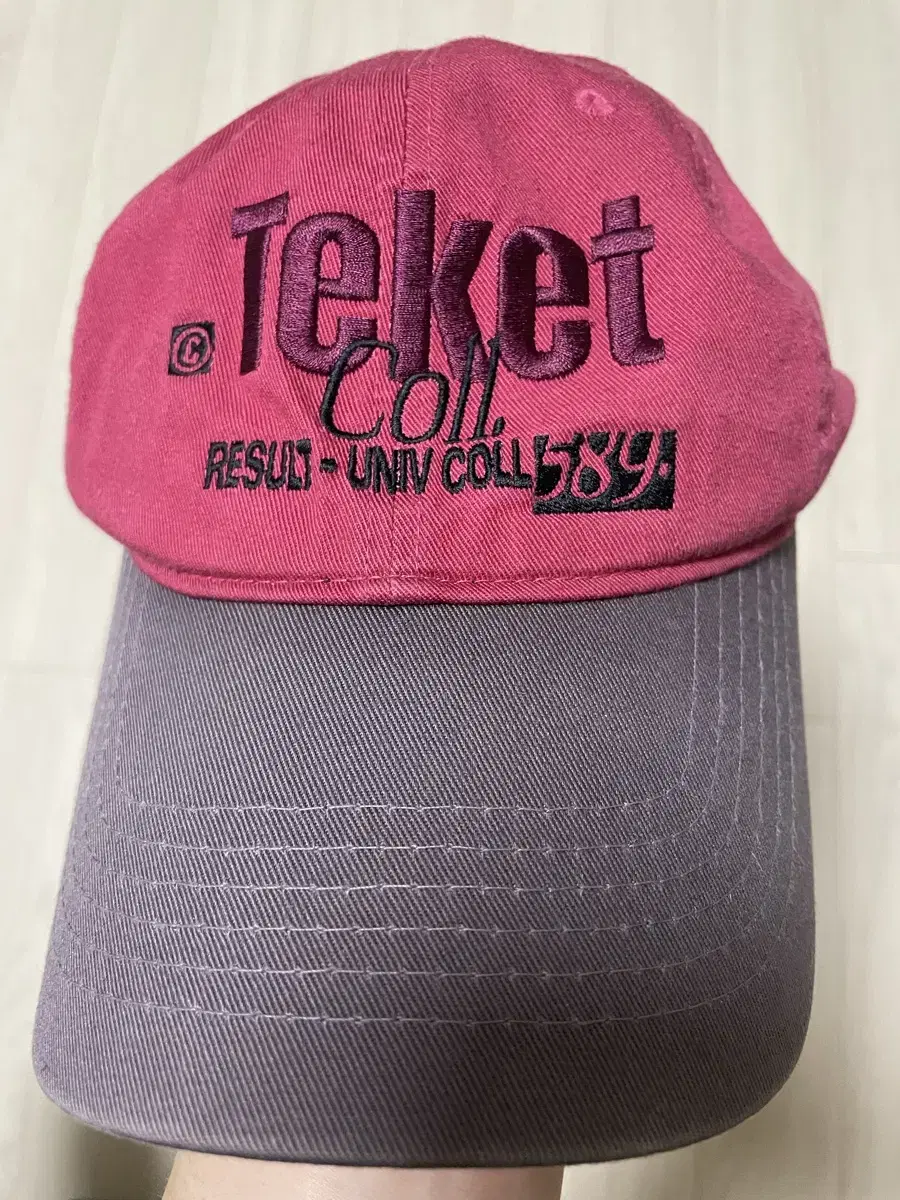 Teket
©
Coll.
RESULT - UNIV COLL 589.